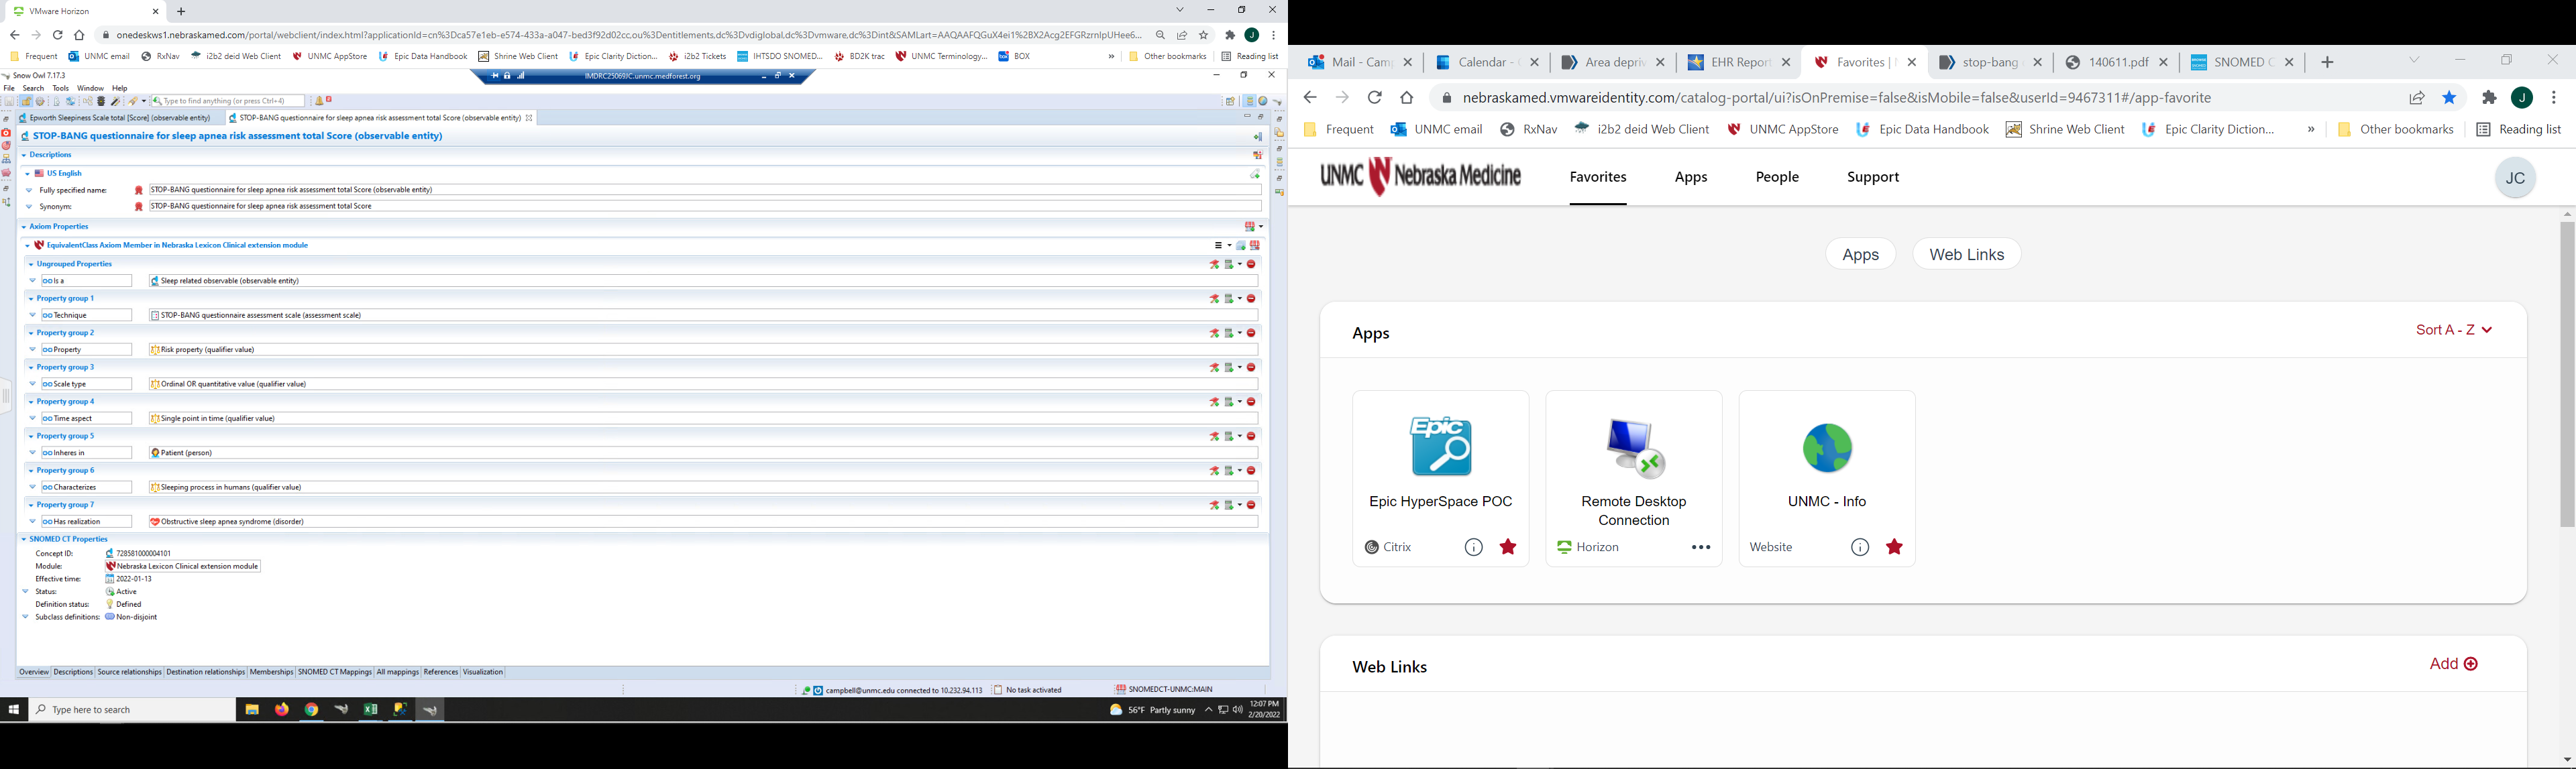 VMware Horizon
onedeskws1.nebraskamed.com/portal/webclient/index.html?applicationId=cn%3Dca57e1eb-e574-433a-a047-bed3f92d02cc,ou%3Dentitlements,dc%3Dvdiglobal,dc%3Dvmware,dc%3Dint&SAMLart=AAQAAFQGuX4ei1%2BX2Acg2EFGRzrnIpUHee6...
Frequent UNMC email RxNav i2b2 deid Web Client UNMC AppStore Epic Data Handbook Shrine Web Client Epic Clarity Diction... i2b2 Tickets IHTSDO SNOMED... BD2K trac UNMC Terminology... BOX » Other bookmarks Reading list
Snow Owl 7.17.3
IMDRC25069JC.unmc.medforest.org
File Search Tools Window Help
Type to find anything (or press Ctrl+4)
Epworth Sleepiness Scale total [Score] (observable entity)
STOP-BANG questionnaire for sleep apnea risk assessment total Score (observable entity)
STOP-BANG questionnaire for sleep apnea risk assessment total Score (observable entity)
Descriptions
US English
Fully specified name: STOP-BANG questionnaire for sleep apnea risk assessment total Score (observable entity)
Synonym: STOP-BANG questionnaire for sleep apnea risk assessment total Score
Axiom Properties
EquivalentClass Axiom Member in Nebraska Lexicon Clinical extension module
Ungrouped Properties
Is a Sleep related observable (observable entity)
Property group 1
Technique STOP-BANG questionnaire assessment scale (assessment scale)
Property group 2
Property Risk property (qualifier value)
Property group 3
Scale type Ordinal OR quantitative value (qualifier value)
Property group 4
Time aspect Single point in time (qualifier value)
Property group 5
Inheres in Patient (person)
Property group 6
Characterizes Sleeping process in humans (qualifier value)
Property group 7
Has realization Obstructive sleep apnea syndrome (disorder)
SNOMED CT Properties
Concept ID: 728581000004101
Module: Nebraska Lexicon Clinical extension module
Effective time: 2022-01-13
Status: Active
Definition status: Defined
Subclass definitions: Non-disjoint
Overview Descriptions Source relationships Destination relationships Memberships SNOMED CT Mappings All mappings References Visualization
campbell@unmc.edu connected to 10.232.94.113 No task activated SNOMEDCT-UNMC:MAIN
Type here to search
56°F Partly sunny
12:07 PM
2/20/2022
Mail - Cam Calendar - Area depriv EHR Report Favorites | stop-bang 140611.pdf SNOMED C
nebraskamed.vmwareidentity.com/catalog-portal/ui?isOnPremise=false&isMobile=false&userId=9467311#/app-favorite
J
Frequent UNMC email RxNav i2b2 deid Web Client UNMC AppStore Epic Data Handbook Shrine Web Client Epic Clarity Diction... » Other bookmarks Reading list
UNMC Nebraska Medicine
Favorites Apps People Support
JC
Apps Web Links
Apps
Sort A - Z
Epic
Epic HyperSpace POC
Citrix
Remote Desktop
Connection
Horizon
UNMC - Info
Website
Web Links
Add